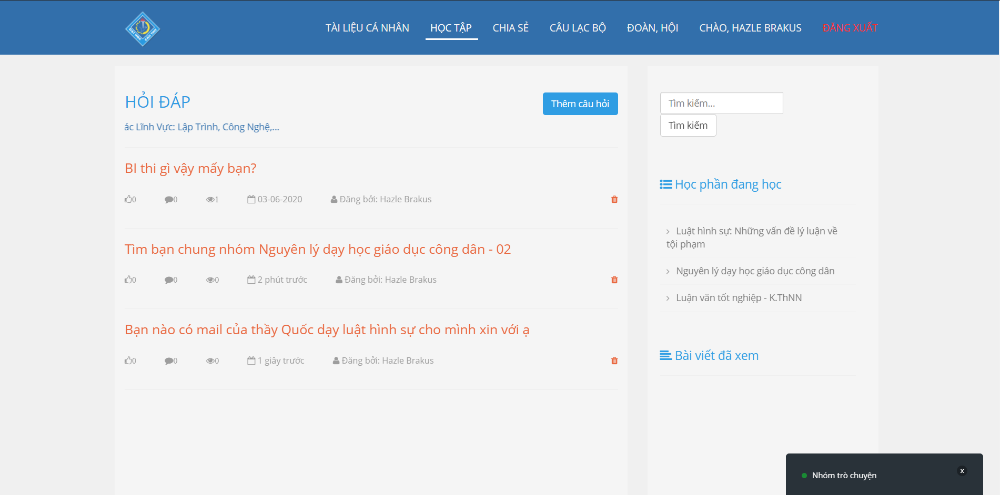 ĐẠI HỌC
CẦN THƠ
TÀI LIỆU CÁ NHÂN
HỌC TẬP
CHIA SẺ
CÂU LẠC BỘ
ĐOÀN, HỘI
CHÀO, HAZLE BRAKUS
ĐĂNG XUẤT
HỎI ĐÁP
Thêm câu hỏi
ác Lĩnh Vực: Lập Trình, Công Nghệ,...
BI thi gì vậy mấy bạn?
0 0 1 03-06-2020 Đăng bởi: Hazle Brakus
Tìm bạn chung nhóm Nguyên lý dạy học giáo dục công dân - 02
0 0 0 2 phút trước Đăng bởi: Hazle Brakus
Bạn nào có mail của thầy Quốc dạy luật hình sự cho mình xin với ạ
0 0 0 1 giây trước Đăng bởi: Hazle Brakus
Tìm kiếm...
Tìm kiếm
Học phần đang học
Luật hình sự: Những vấn đề lý luận về
tội phạm
Nguyên lý dạy học giáo dục công dân
Luận văn tốt nghiệp - K.ThNN
Bài viết đã xem
Nhóm trò chuyện
x